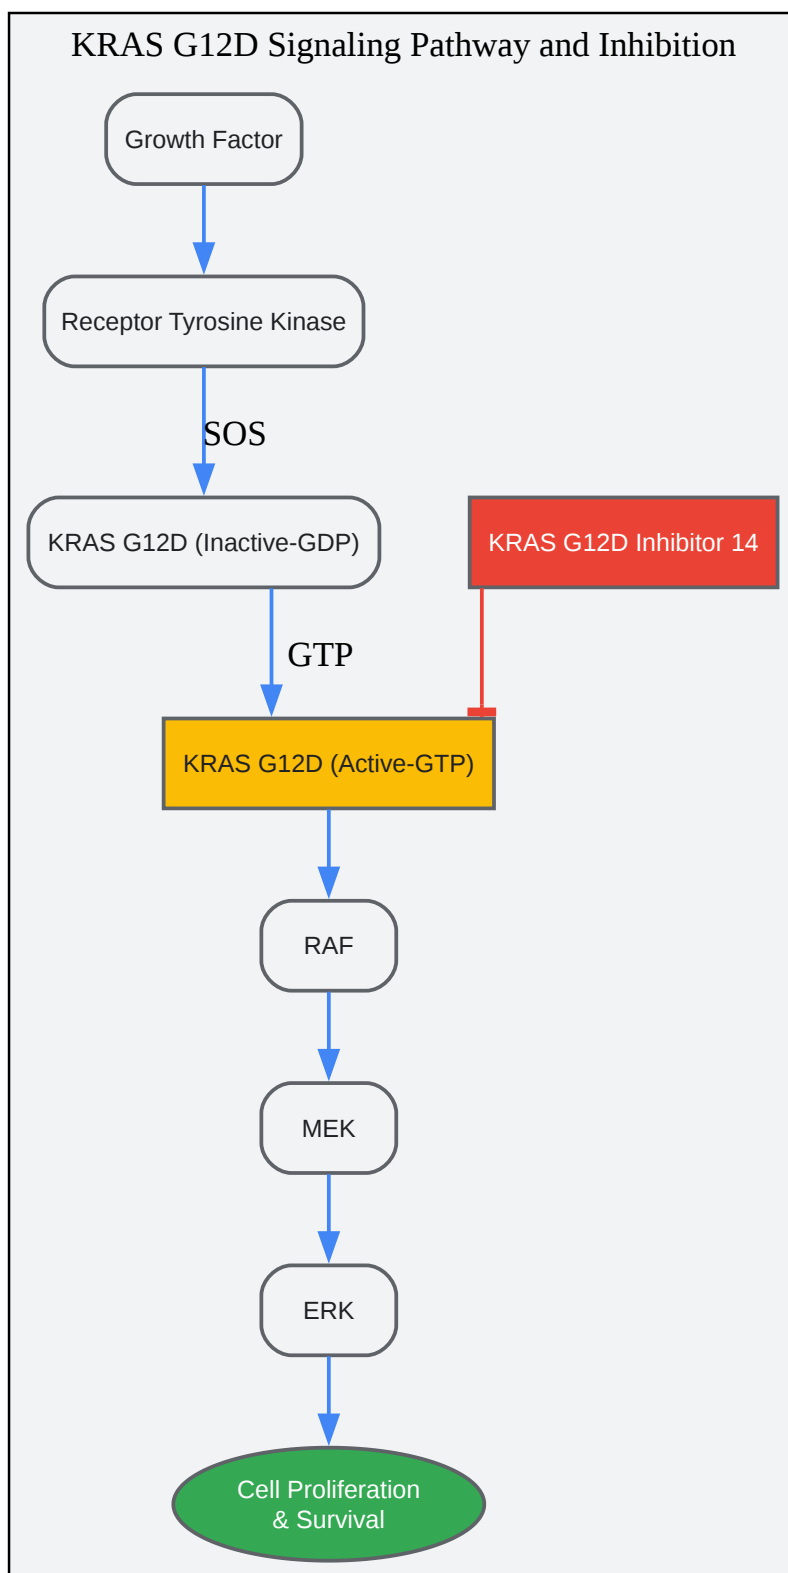 KRAS G12D Signaling Pathway and Inhibition
Growth Factor
Receptor Tyrosine Kinase
SOS
KRAS G12D (Inactive-GDP)
KRAS G12D Inhibitor 14
GTP
KRAS G12D (Active-GTP)
RAF
MEK
ERK
Cell Proliferation
& Survival